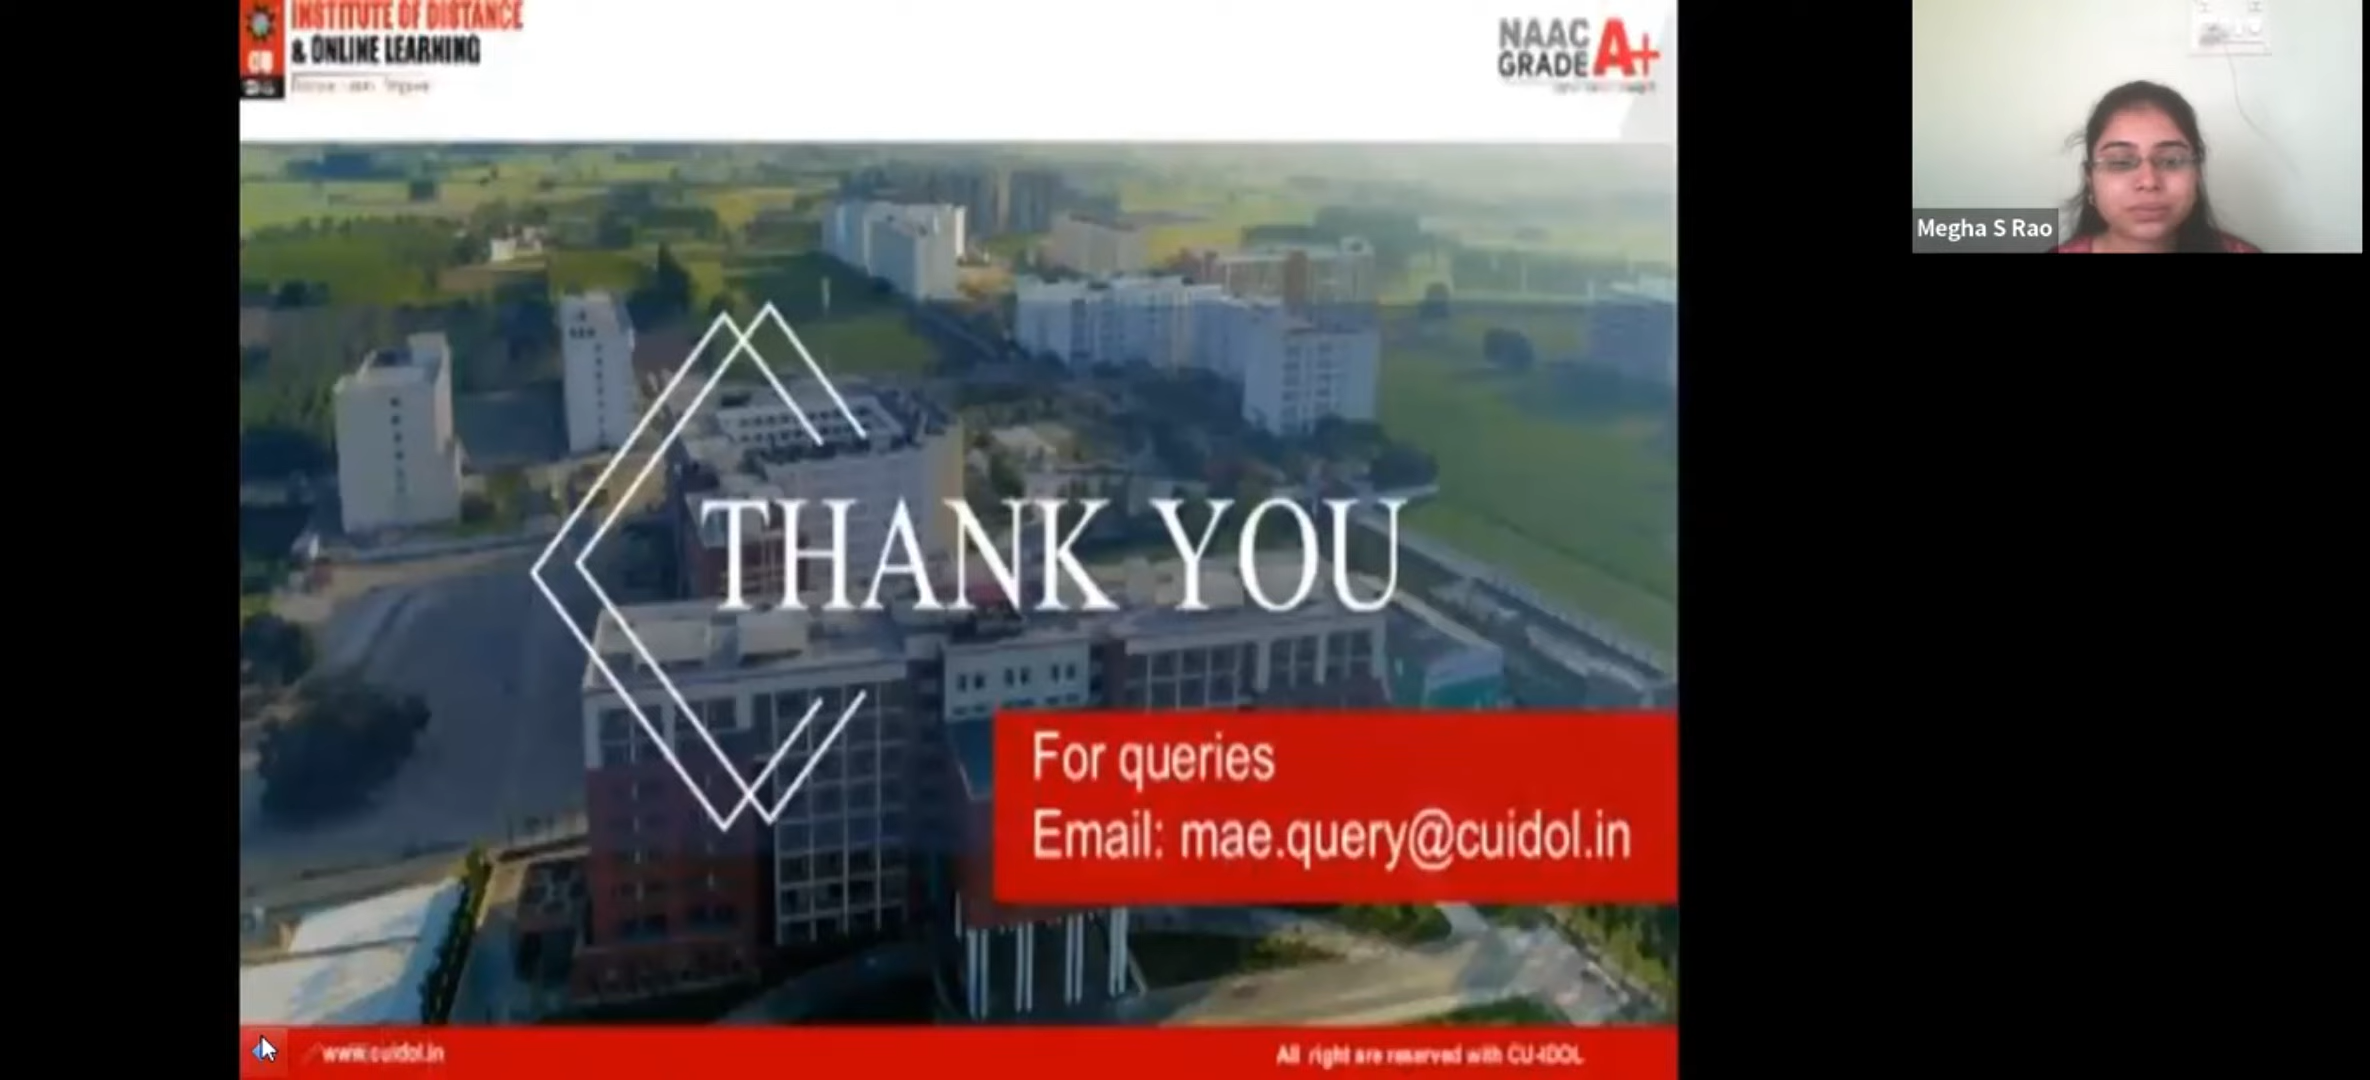 INSTITUTE OF DISTANCE
& ONLINE LEARNING
NAAC
GRADE A+
Megha S Rao
THANK YOU
For queries
Email: mae.query@cuidol.in
www.cuidol.in
All right are reserved with CU-IDOL